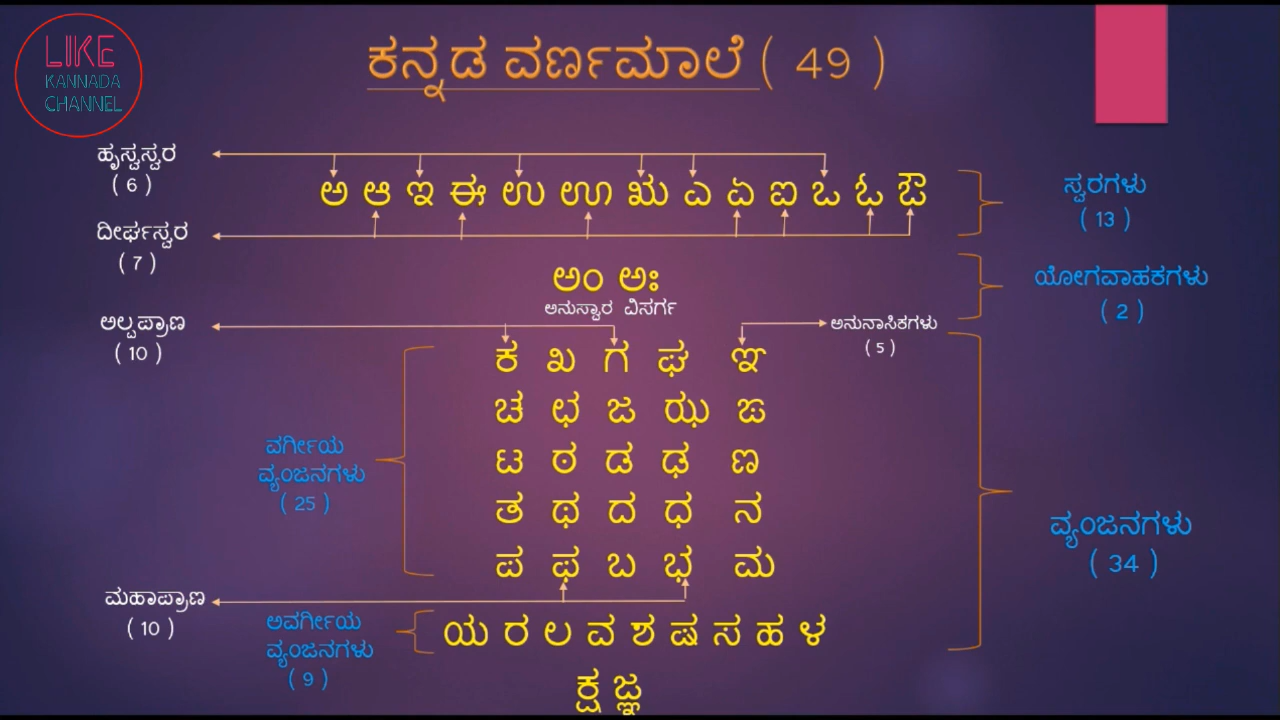 LIKE
KANNADA
CHANNEL
ಕನ್ನಡ ವರ್ಣಮಾಲೆ ( 49 )
ಹೃಸ್ವಸ್ವರ
( 6 )
ಅ ಆ ಇ ಈ ಉ ಊ ಋ ಎ ಏ ಐ ಒ ಓ ಔ
ಸ್ವರಗಳು
( 13 )
ದೀರ್ಘಸ್ವರ
( 7 )
ಅಂ ಅಃ
ಅನುಸ್ವಾರ ವಿಸರ್ಗ
ಯೋಗವಾಹಕಗಳು
( 2 )
ಅಲ್ಪಪ್ರಾಣ
( 10 )
ಅನುನಾಸಿಕಗಳು
( 5 )
ಕ ಖ ಗ ಘ ಞ
ಚ ಛ ಜ ಝ ಙ
ಟ ಠ ಡ ಢ ಣ
ತ ಥ ದ ಧ ನ
ಪ ಫ ಬ ಭ ಮ
ವರ್ಗೀಯ
ವ್ಯಂಜನಗಳು
( 25 )
ವ್ಯಂಜನಗಳು
( 34 )
ಮಹಾಪ್ರಾಣ
( 10 )
ಅವರ್ಗೀಯ
ವ್ಯಂಜನಗಳು
( 9 )
ಯ ರ ಲ ವ ಶ ಷ ಸ ಹ ಳ
ಕ್ಷ ಜ್ಞ